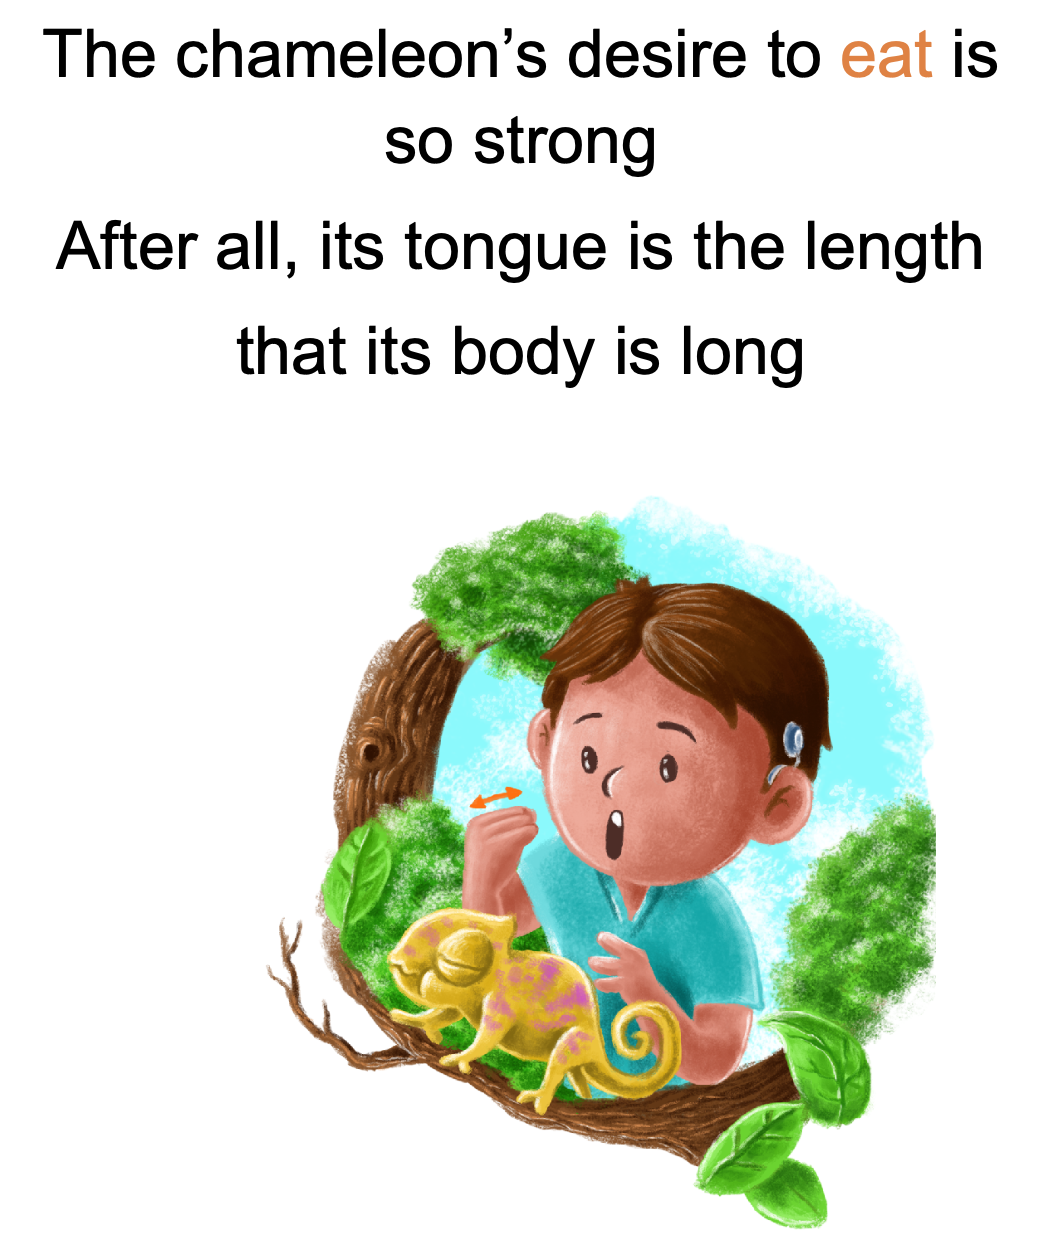 The chameleon’s desire to eat is
so strong
After all, its tongue is the length
that its body is long